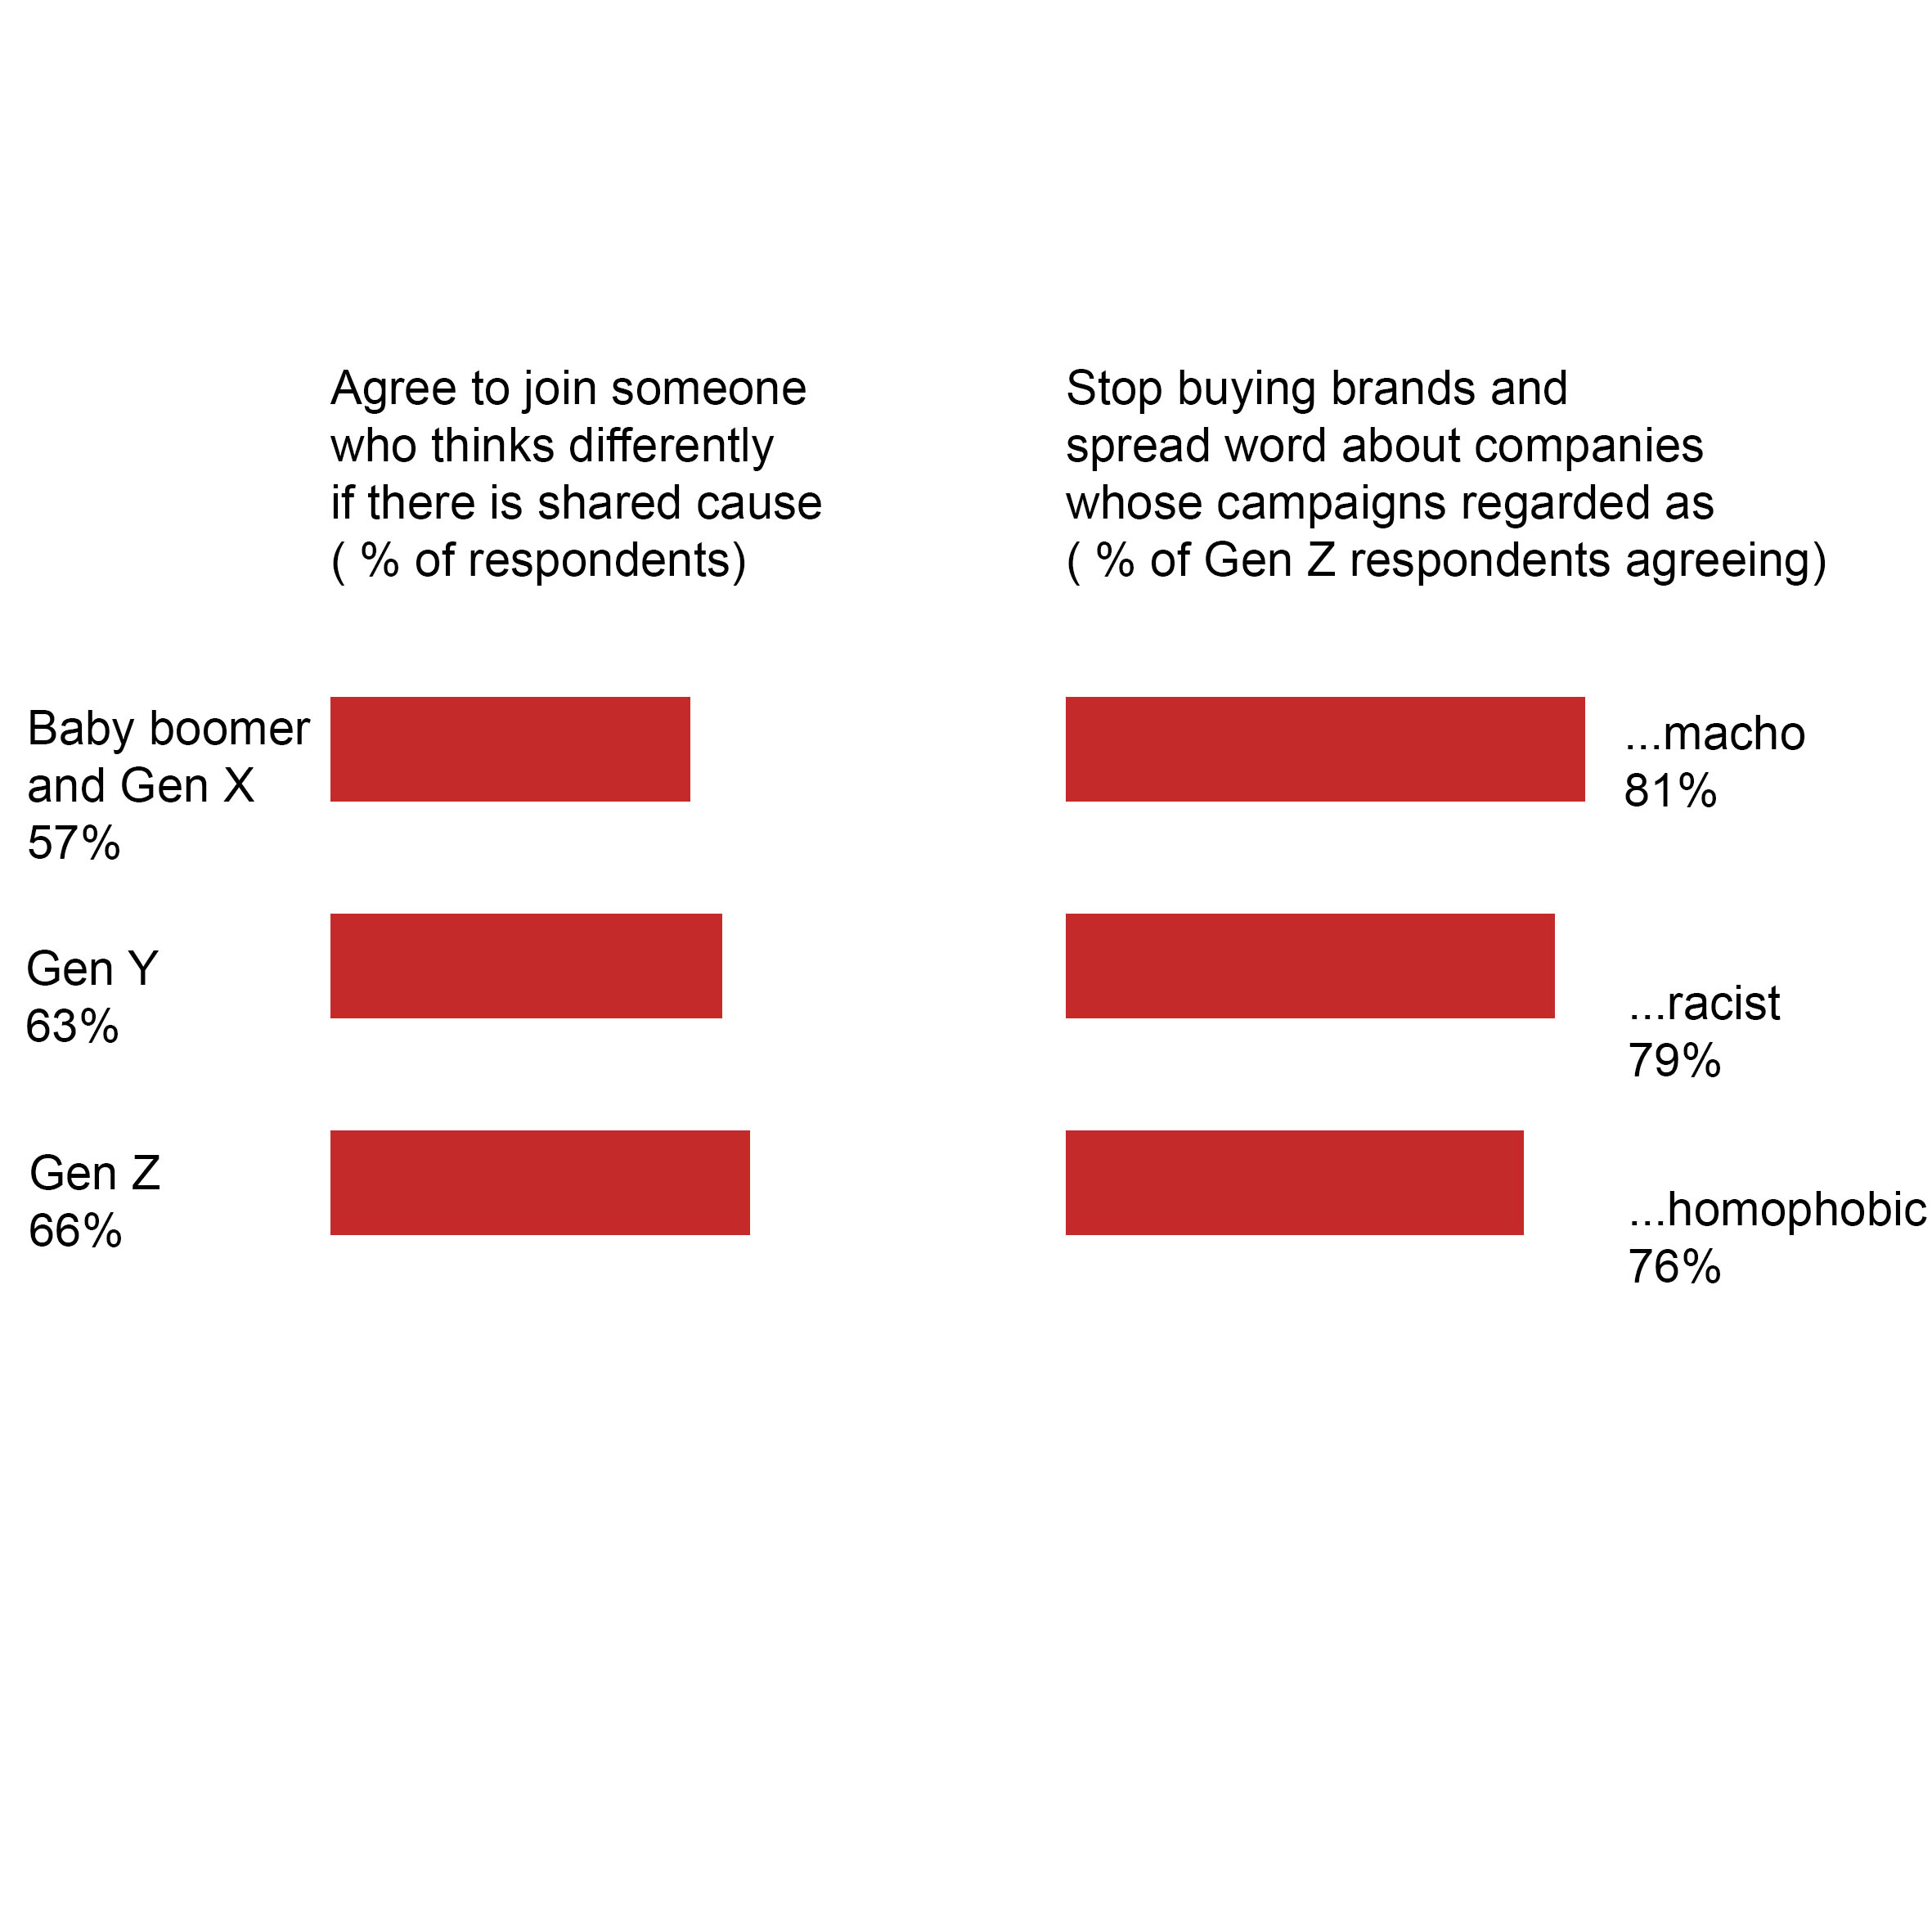 Agree to join someone
who thinks differently
if there is shared cause
( % of respondents)
Baby boomer
and Gen X
57%
Gen Y
63%
Gen Z
66%
Stop buying brands and
spread word about companies
whose campaigns regarded as
( % of Gen Z respondents agreeing)
...macho
81%
...racist
79%
...homophobic
76%